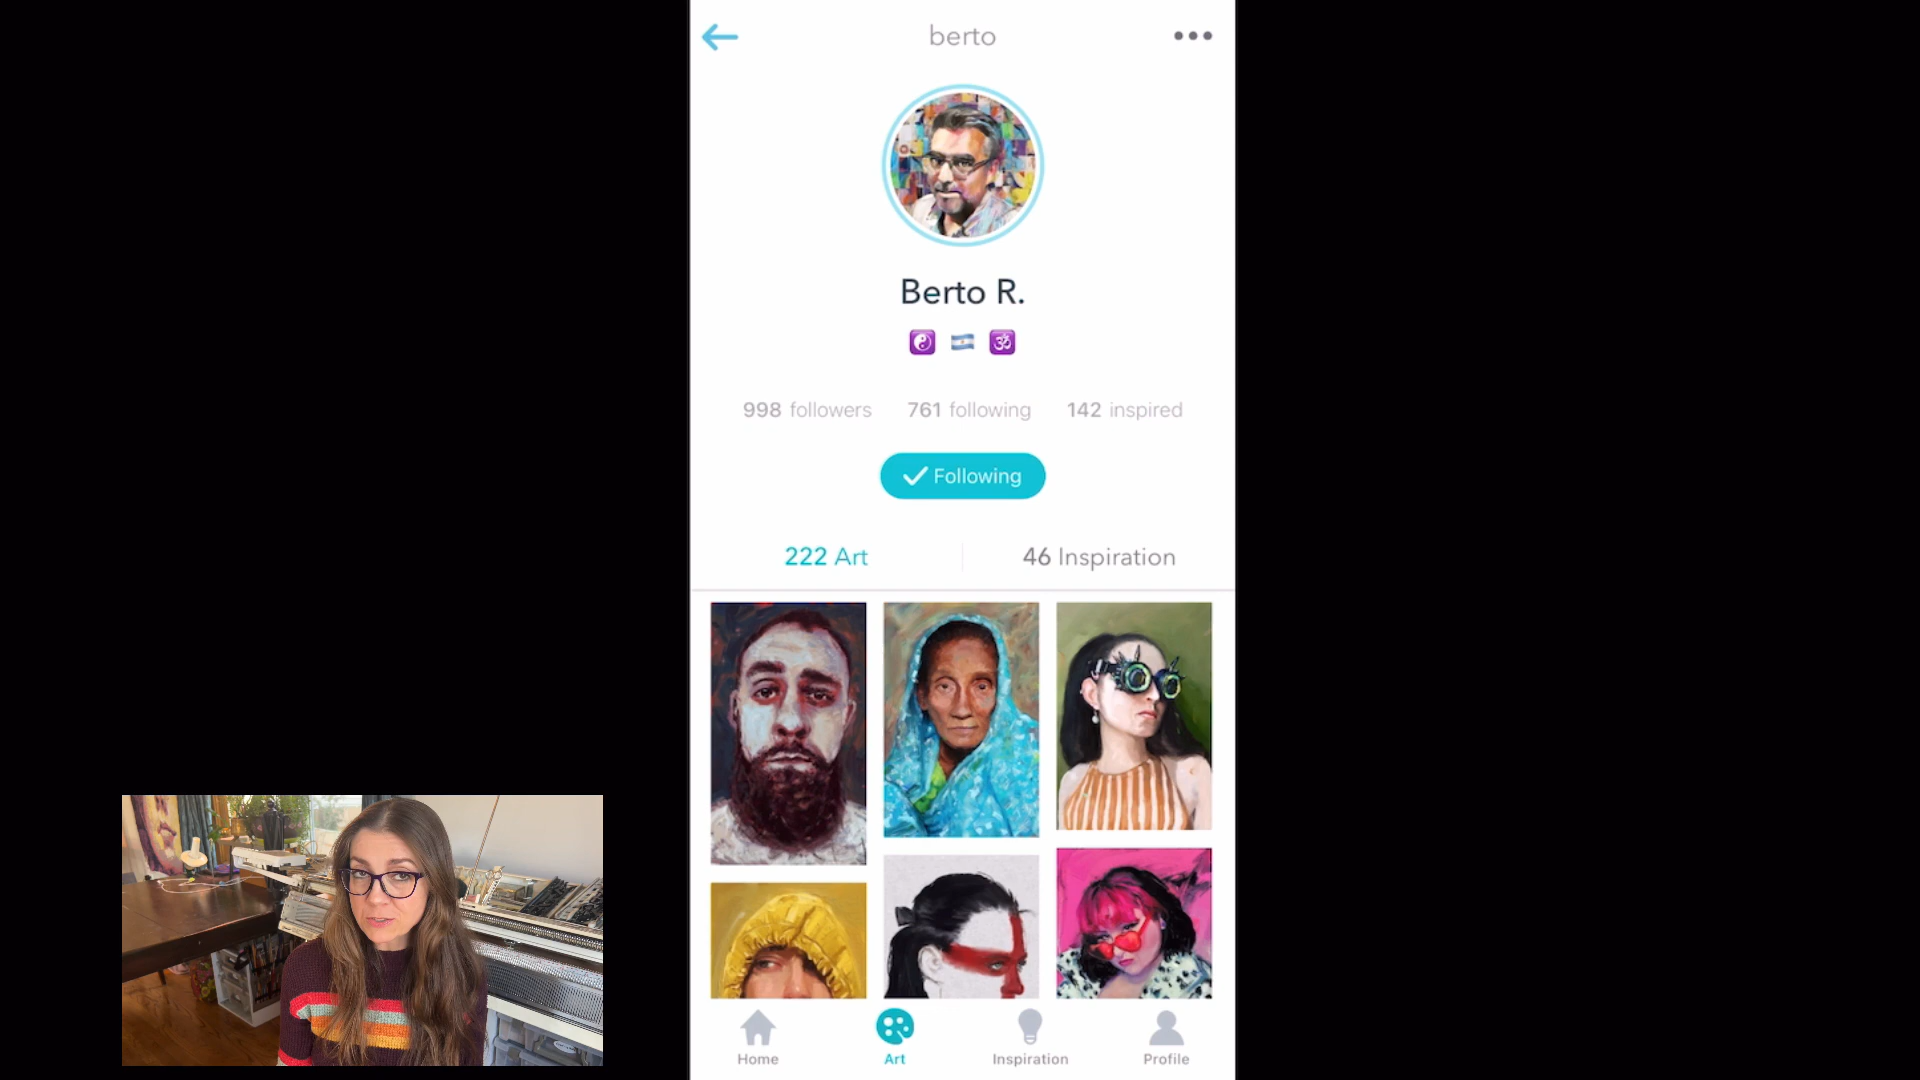 berto
Berto R.
998 followers 761 following 142 inspired
Following
222 Art 46 Inspiration
Home Art Inspiration Profile